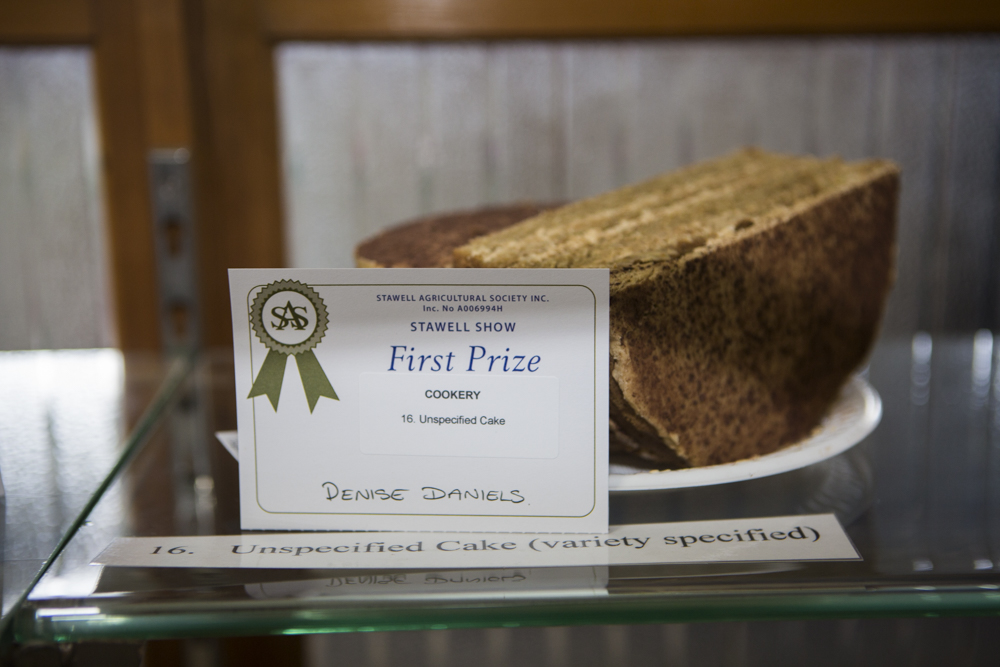 SAS
STAWELL AGRICULTURAL SOCIETY INC.
Inc. No A006994H
STAWELL SHOW
First Prize
COOKERY
16. Unspecified Cake
DENISE DANIELS.
16. Unspecified Cake (variety specified)